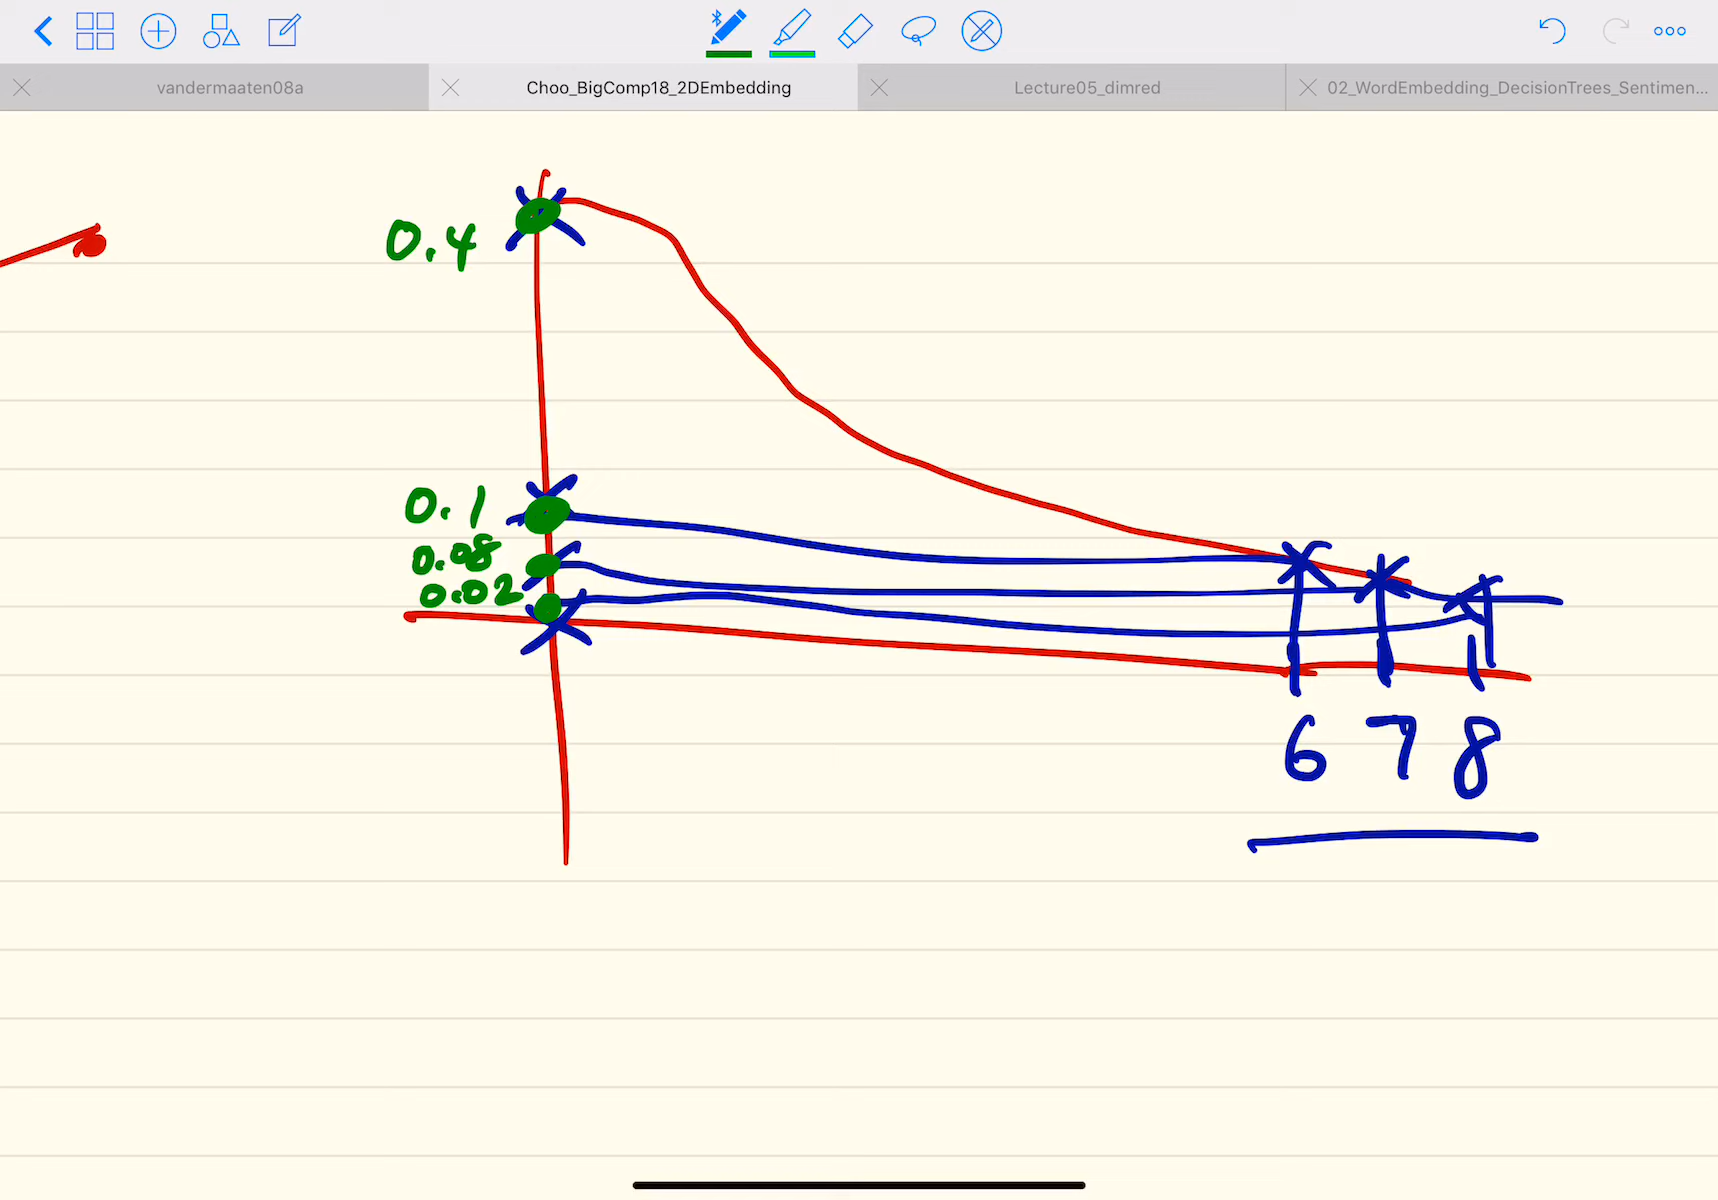 vandermaaten08a
Choo_BigComp18_2DEmbedding
Lecture05_dimred
02_WordEmbedding_DecisionTrees_Sentimen...
0.4
0.1
0.08
0.02
6 7 8